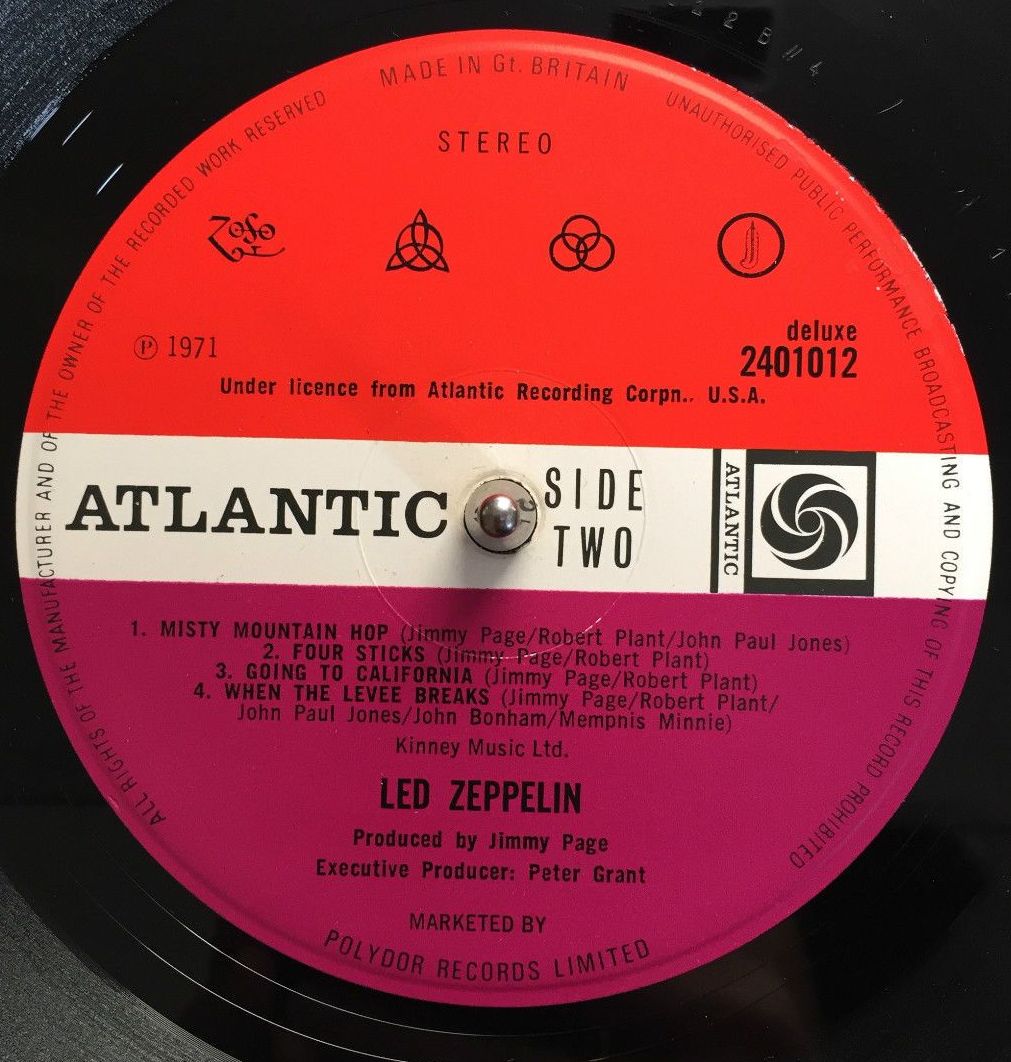 MADE IN Gt. BRITAIN
UNAUTHORISED PUBLIC PERFORMANCE BROADCASTING AND COPYING OF THIS RECORD PROHIBITED
ALL RIGHTS OF THE MANUFACTURER AND OF THE OWNER OF THE RECORDED WORK RESERVED
STEREO
℗ 1971
deluxe
2401012
Under licence from Atlantic Recording Corpn.. U.S.A.
ATLANTIC
SIDE
TWO
ATLANTIC
1. MISTY MOUNTAIN HOP (Jimmy Page/Robert Plant/John Paul Jones)
2. FOUR STICKS (Jimmy Page/Robert Plant)
3. GOING TO CALIFORNIA (Jimmy Page/Robert Plant)
4. WHEN THE LEVEE BREAKS (Jimmy Page/Robert Plant/
John Paul Jones/John Bonham/Mempnis Minnie)
Kinney Music Ltd.
LED ZEPPELIN
Produced by Jimmy Page
Executive Producer: Peter Grant
MARKETED BY
POLYDOR RECORDS LIMITED